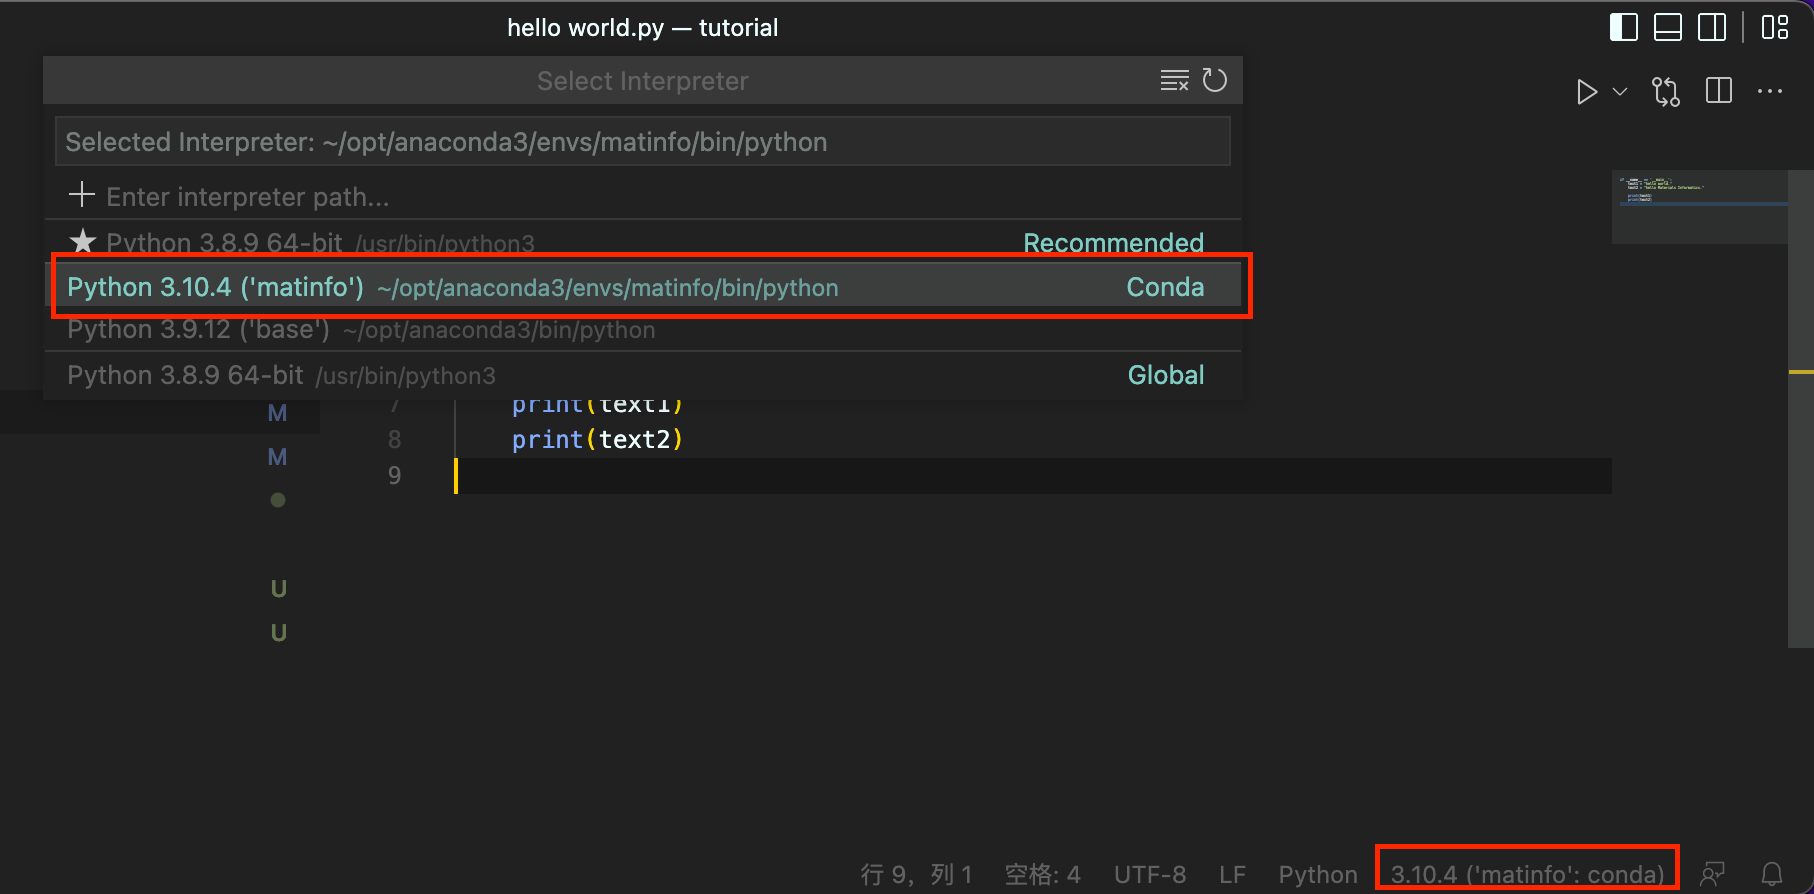 hello world.py — tutorial
Select Interpreter
Selected Interpreter: ~/opt/anaconda3/envs/matinfo/bin/python
Enter interpreter path...
Python 3.8.9 64-bit /usr/bin/python3 Recommended
Python 3.10.4 ('matinfo') ~/opt/anaconda3/envs/matinfo/bin/python Conda
Python 3.9.12 ('base') ~/opt/anaconda3/bin/python
Python 3.8.9 64-bit /usr/bin/python3 Global
M 7 print(text1)
8 print(text2)
M
9
U
U
行 9，列 1 空格: 4 UTF-8 LF Python 3.10.4 ('matinfo': conda)